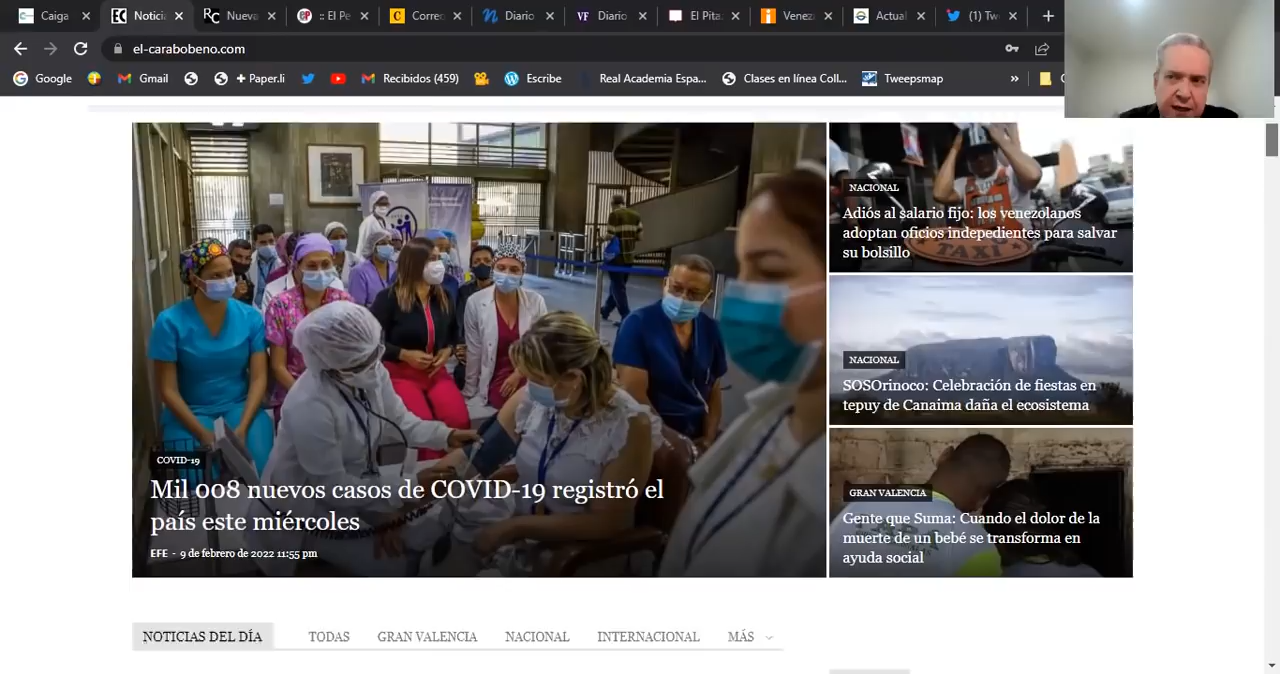 Caiga
Notici
Nueva
:: El Pe
Correo
Diario
VF
Diario
El Pita
Venez
Actual
(1) Tw
el-carabobeno.com
Google
Gmail
+ Paper.li
Recibidos (459)
Escribe
Real Academia Espa...
Clases en línea Coll...
Tweepsmap
»
COVID-19
Mil 008 nuevos casos de COVID-19 registró el
país este miércoles
EFE - 9 de febrero de 2022 11:55 pm
NACIONAL
Adiós al salario fijo: los venezolanos
adoptan oficios indepedientes para salvar
su bolsillo
TAXI
NACIONAL
SOSOrinoco: Celebración de fiestas en
tepuy de Canaima daña el ecosistema
GRAN VALENCIA
Gente que Suma: Cuando el dolor de la
muerte de un bebé se transforma en
ayuda social
NOTICIAS DEL DÍA
TODAS
GRAN VALENCIA
NACIONAL
INTERNACIONAL
MÁS